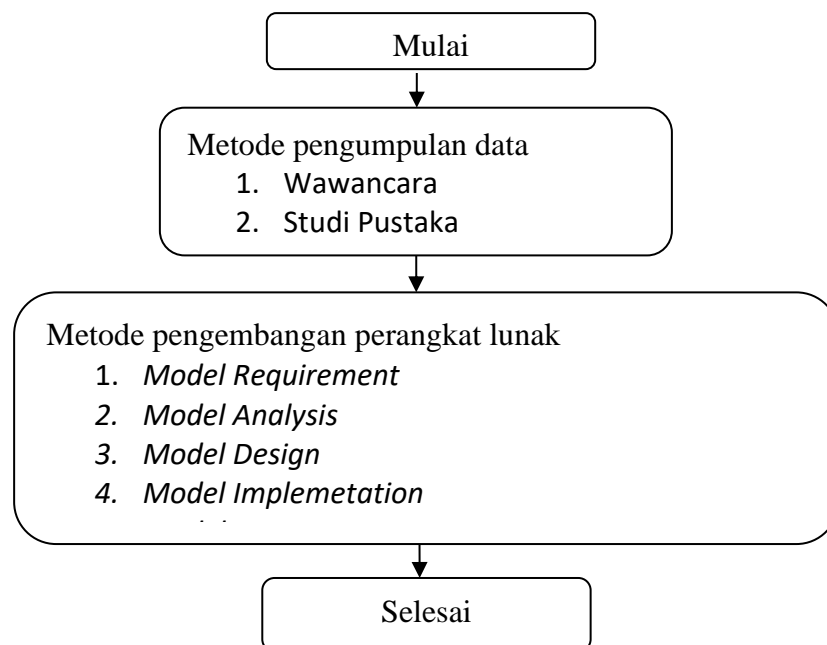 Mulai
Metode pengumpulan data
1. Wawancara
2. Studi Pustaka
Metode pengembangan perangkat lunak
1. Model Requirement
2. Model Analysis
3. Model Design
4. Model Implemetation
Selesai